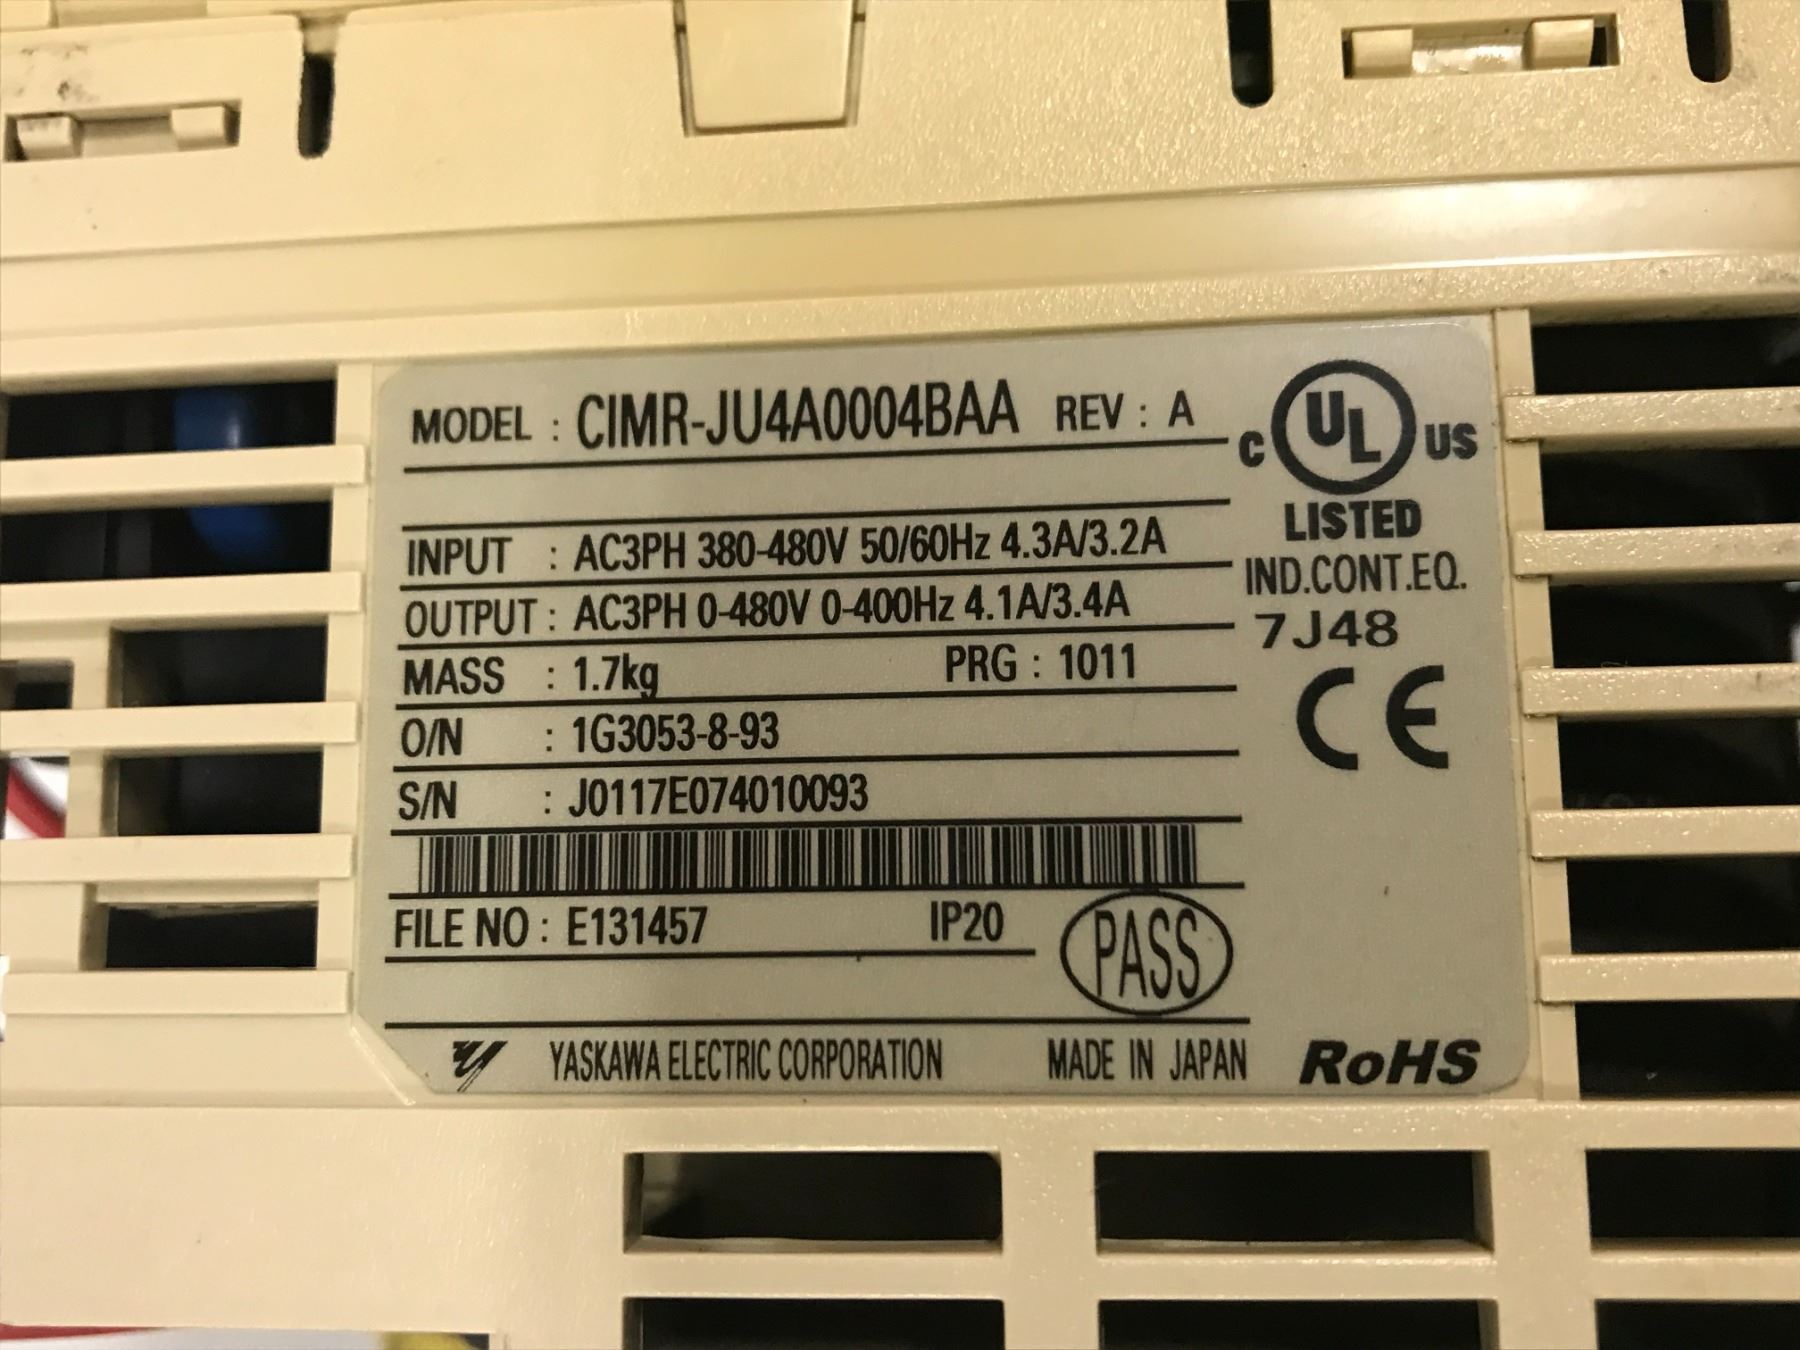 MODEL : CIMR-JU4A0004BAA REV : A
C UL US
LISTED
IND.CONT.EQ.
7J48
INPUT : AC3PH 380-480V 50/60Hz 4.3A/3.2A
OUTPUT : AC3PH 0-480V 0-400Hz 4.1A/3.4A
MASS : 1.7kg PRG : 1011
CE
O/N : 1G3053-8-93
S/N : J0117E074010093
FILE NO : E131457 IP20
PASS
YASKAWA ELECTRIC CORPORATION MADE IN JAPAN
RoHS